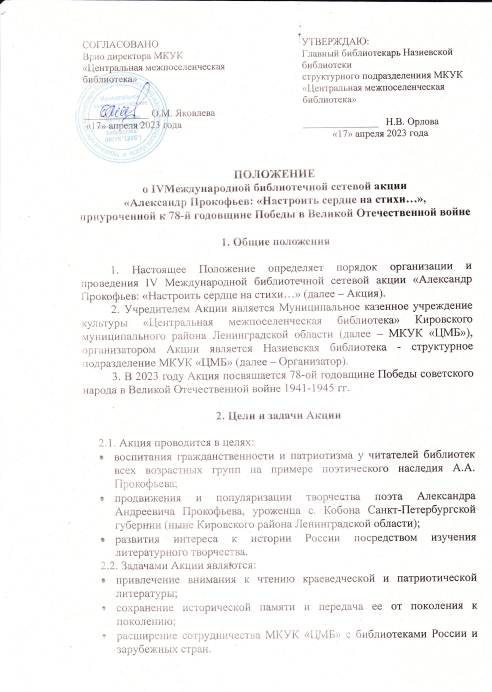 СОГЛАСОВАНО
Врио директора МКУК
«Центральная межпоселенческая
библиотека»
О.М. Яковлева
«17» апреля 2023 года
УТВЕРЖДАЮ:
Главный библиотекарь Назиевской
библиотеки
структурного подразделениия МКУК
«Центральная межпоселенческая
библиотека»
Н.В. Орлова
«17» апреля 2023 года
ПОЛОЖЕНИЕ
о IVМеждународной библиотечной сетевой акции
«Александр Прокофьев: «Настроить сердце на стихи…»,
приуроченной к 78-й годовщине Победы в Великой Отечественной войне
1. Общие положения
1. Настоящее Положение определяет порядок организации и
проведения IV Международной библиотечной сетевой акции «Александр
Прокофьев: «Настроить сердце на стихи…» (далее – Акция).
2. Учредителем Акции является Муниципальное казенное учреждение
культуры «Центральная межпоселенческая библиотека» Кировского
муниципального района Ленинградской области (далее – МКУК «ЦМБ»),
организатором Акции является Назиевская библиотека - структурное
подразделение МКУК «ЦМБ» (далее – Организатор).
3. В 2023 году Акция посвящается 78-ой годовщине Победы советского
народа в Великой Отечественной войне 1941-1945 гг.
2. Цели и задачи Акции
2.1. Акция проводится в целях:
• воспитания гражданственности и патриотизма у читателей библиотек
всех возрастных групп на примере поэтического наследия А.А.
Прокофьева;
• продвижения и популяризации творчества поэта Александра
Андреевича Прокофьева, уроженца с. Кобона Санкт-Петербургской
губернии (ныне Кировского района Ленинградской области);
• развития интереса к истории России посредством изучения
литературного творчества.
2.2. Задачами Акции являются:
• привлечение внимания к чтению краеведческой и патриотической
литературы;
• сохранение исторической памяти и передача ее от поколения к
поколению;
• расширение сотрудничества МКУК «ЦМБ» с библиотеками России и
зарубежных стран.